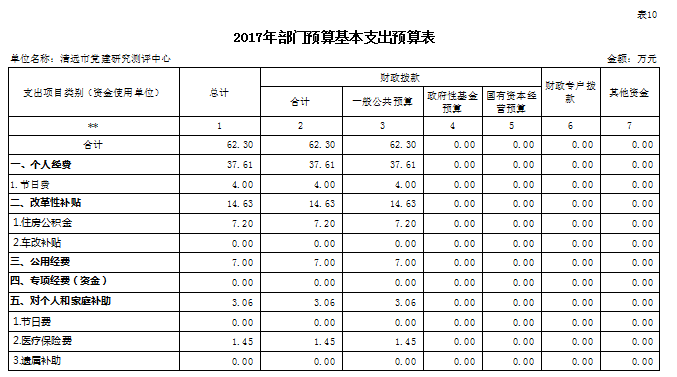 表10
2017年部门预算基本支出预算表
单位名称：清远市党建研究测评中心 金额：万元
支出项目类别（资金使用单位） 总计 财政拨款 财政专户拨款 其他资金
合计 一般公共预算 政府性基金预算 国有资本经营预算
** 1 2 3 4 5 6 7
合计 62.30 62.30 62.30 0.00 0.00 0.00 0.00
一、个人经费 37.61 37.61 37.61 0.00 0.00 0.00 0.00
1.节日费 4.00 4.00 4.00 0.00 0.00 0.00 0.00
二、改革性补贴 14.63 14.63 14.63 0.00 0.00 0.00 0.00
1.住房公积金 7.20 7.20 7.20 0.00 0.00 0.00 0.00
2.车改补贴 0.00 0.00 0.00 0.00 0.00 0.00 0.00
三、公用经费 7.00 7.00 7.00 0.00 0.00 0.00 0.00
四、专项经费（资金） 0.00 0.00 0.00 0.00 0.00 0.00 0.00
五、对个人和家庭补助 3.06 3.06 3.06 0.00 0.00 0.00 0.00
1.节日费 0.00 0.00 0.00 0.00 0.00 0.00 0.00
2.医疗保险费 1.45 1.45 1.45 0.00 0.00 0.00 0.00
3.遗属补助 0.00 0.00 0.00 0.00 0.00 0.00 0.00